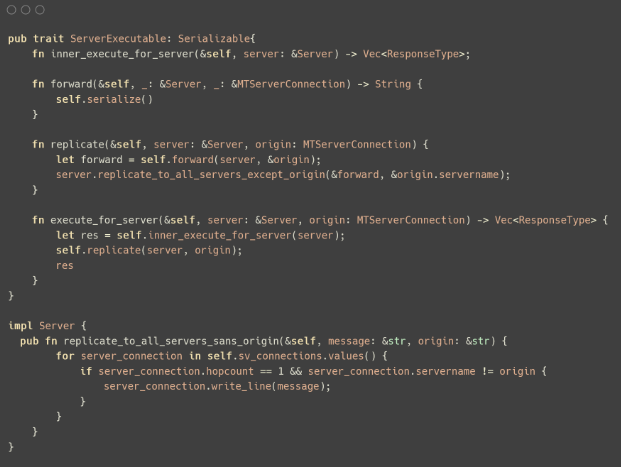 pub trait ServerExecutable: Serializable{
    fn inner_execute_for_server(&self, server: &Server) -> Vec<ResponseType>;

    fn forward(&self, _: &Server, _: &MTServerConnection) -> String {
        self.serialize()
    }

    fn replicate(&self, server: &Server, origin: MTServerConnection) {
        let forward = self.forward(server, &origin);
        server.replicate_to_all_servers_except_origin(&forward, &origin.servername);
    }

    fn execute_for_server(&self, server: &Server, origin: MTServerConnection) -> Vec<ResponseType> {
        let res = self.inner_execute_for_server(server);
        self.replicate(server, origin);
        res
    }
}

impl Server {
  pub fn replicate_to_all_servers_sans_origin(&self, message: &str, origin: &str) {
        for server_connection in self.sv_connections.values() {
            if server_connection.hopcount == 1 && server_connection.servername != origin {
                server_connection.write_line(message);
            }
        }
    }
}